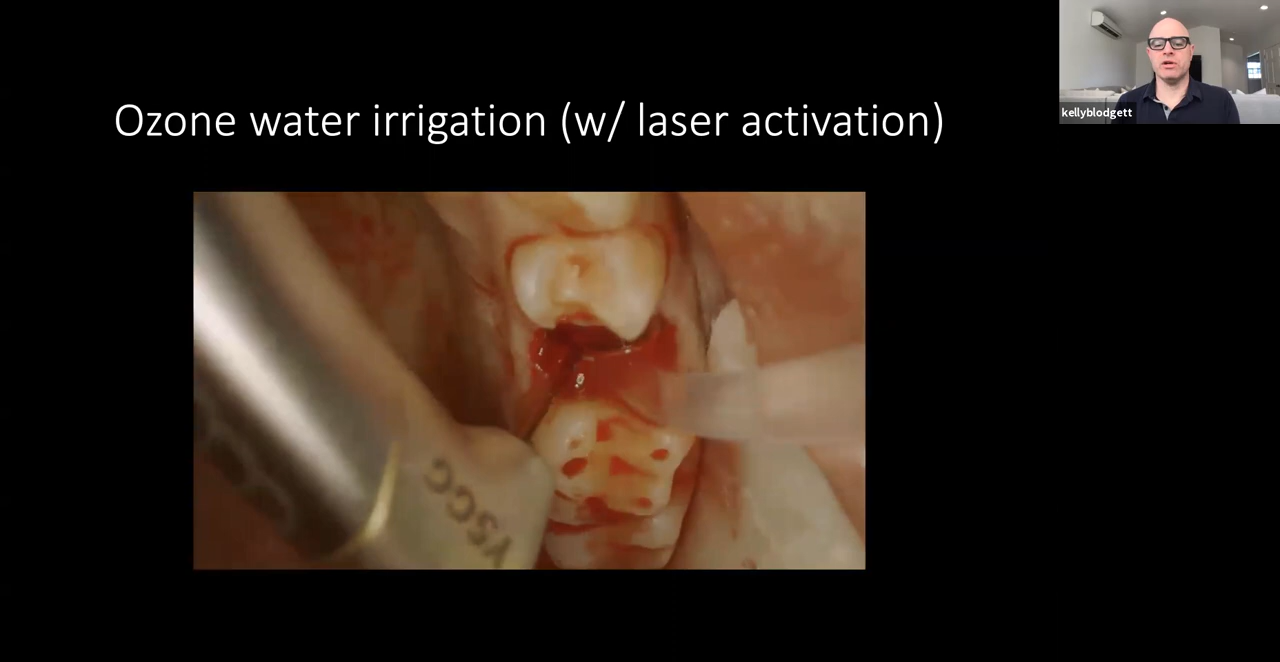 Ozone water irrigation (w/ laser activation)
kellyblodgett